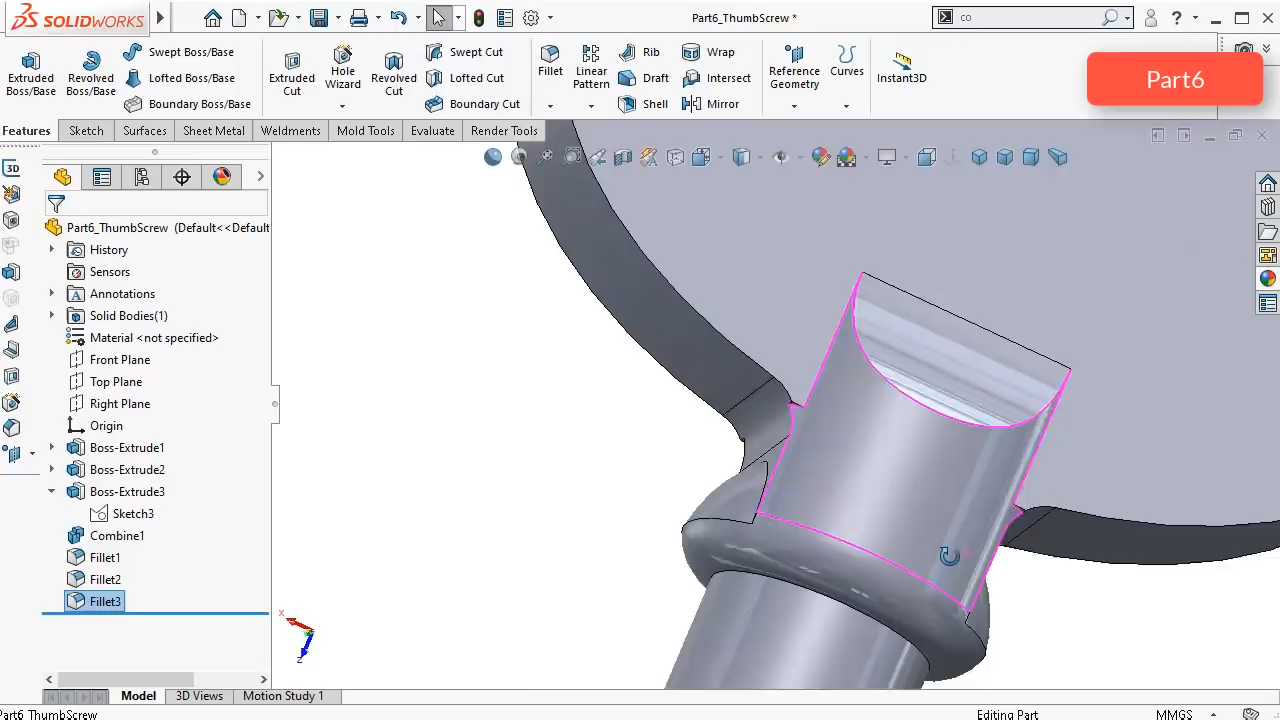 SOLIDWORKS
Part6_ThumbScrew *
co
?
Part6
Extruded Boss/Base
Revolved Boss/Base
Swept Boss/Base
Lofted Boss/Base
Boundary Boss/Base
Extruded Cut
Hole Wizard
Revolved Cut
Swept Cut
Lofted Cut
Boundary Cut
Fillet
Linear Pattern
Rib
Draft
Shell
Wrap
Intersect
Mirror
Reference Geometry
Curves
Instant3D
Features
Sketch
Surfaces
Sheet Metal
Weldments
Mold Tools
Evaluate
Render Tools
3D
Part6_ThumbScrew (Default<<Default
History
Sensors
Annotations
Solid Bodies(1)
Material <not specified>
Front Plane
Top Plane
Right Plane
Origin
Boss-Extrude1
Boss-Extrude2
Boss-Extrude3
Sketch3
Combine1
Fillet1
Fillet2
Fillet3
X
Z
Model
3D Views
Motion Study 1
Part6 ThumbScrew
Editing Part
MMGS